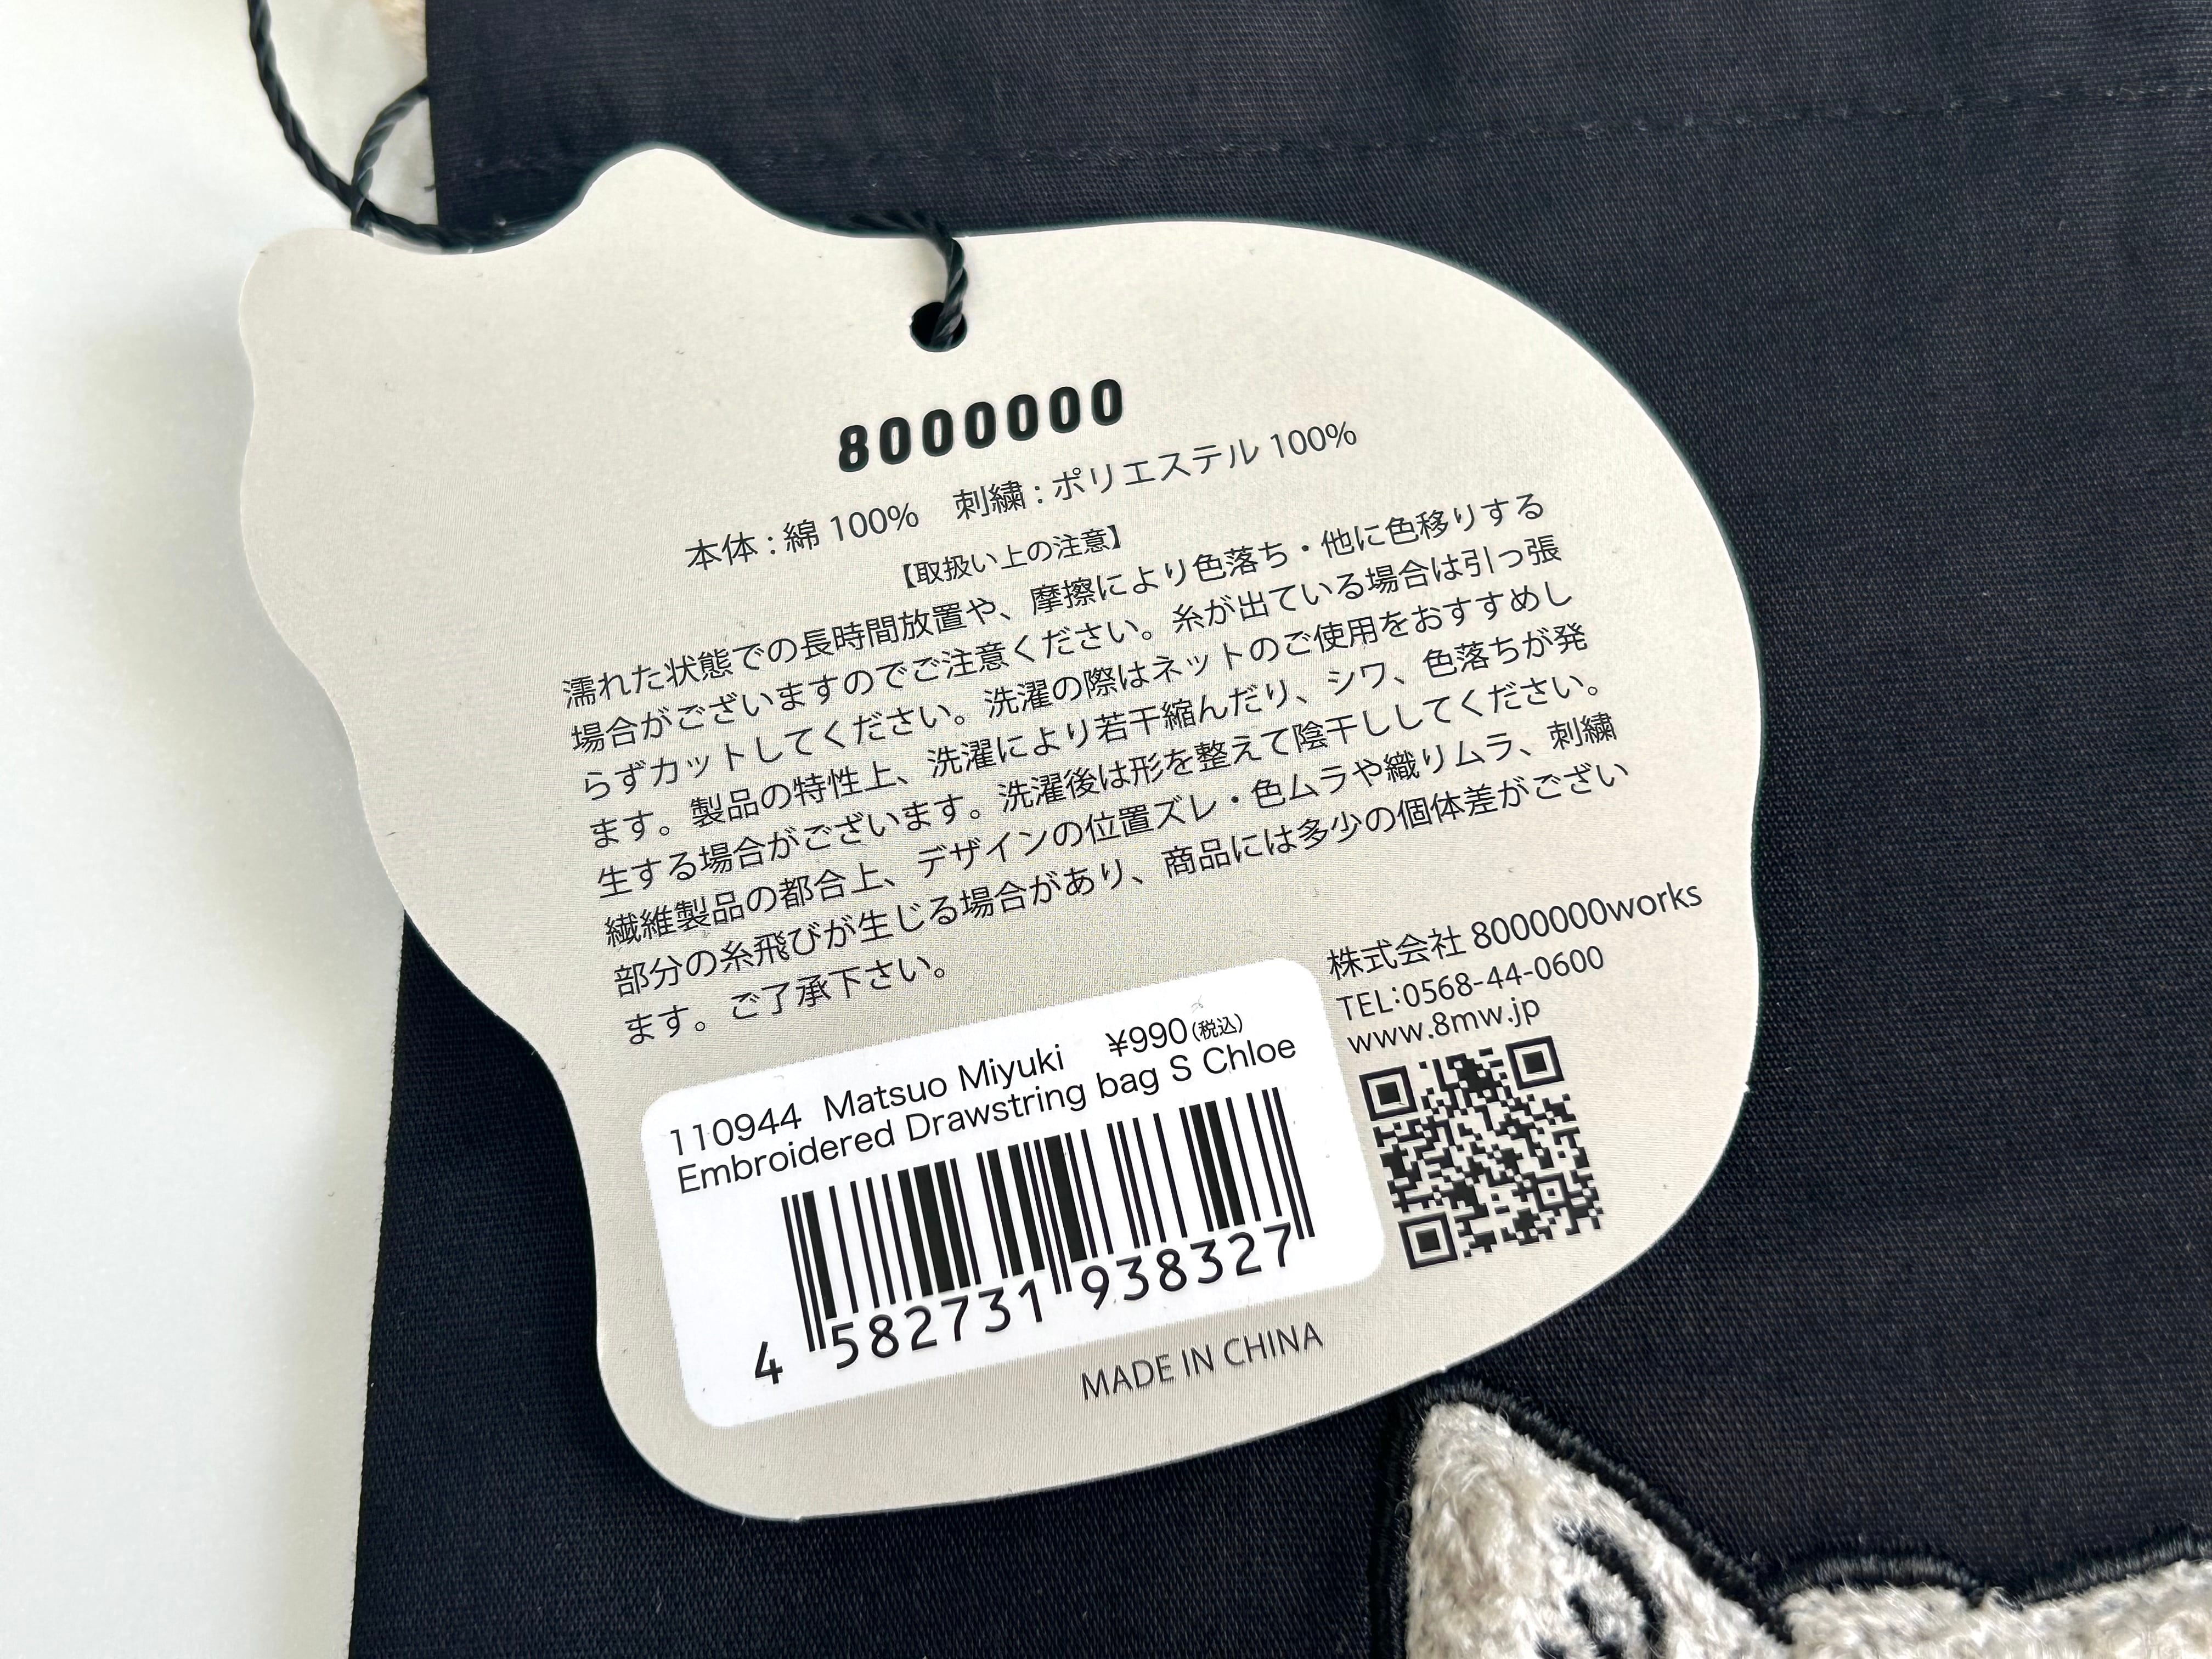 8000000
本体 : 綿 100%　刺繍 : ポリエステル 100%
【取扱い上の注意】
濡れた状態での長時間放置や、摩擦により色落ち・他に色移りする
場合がございますのでご注意ください。糸が出ている場合は引っ張
らずカットしてください。洗濯の際はネットのご使用をおすすめし
ます。製品の特性上、洗濯により若干縮んだり、シワ、色落ちが発
生する場合がございます。洗濯後は形を整えて陰干ししてください。
繊維製品の都合上、デザインの位置ズレ・色ムラや織りムラ、刺繍
部分の糸飛びが生じる場合があり、商品には多少の個体差がござい
ます。ご了承下さい。
株式会社 8000000works
TEL:0568-44-0600
www.8mw.jp
110944 Matsuo Miyuki ¥990(税込)
Embroidered Drawstring bag S Chloe
4 582731 938327
MADE IN CHINA